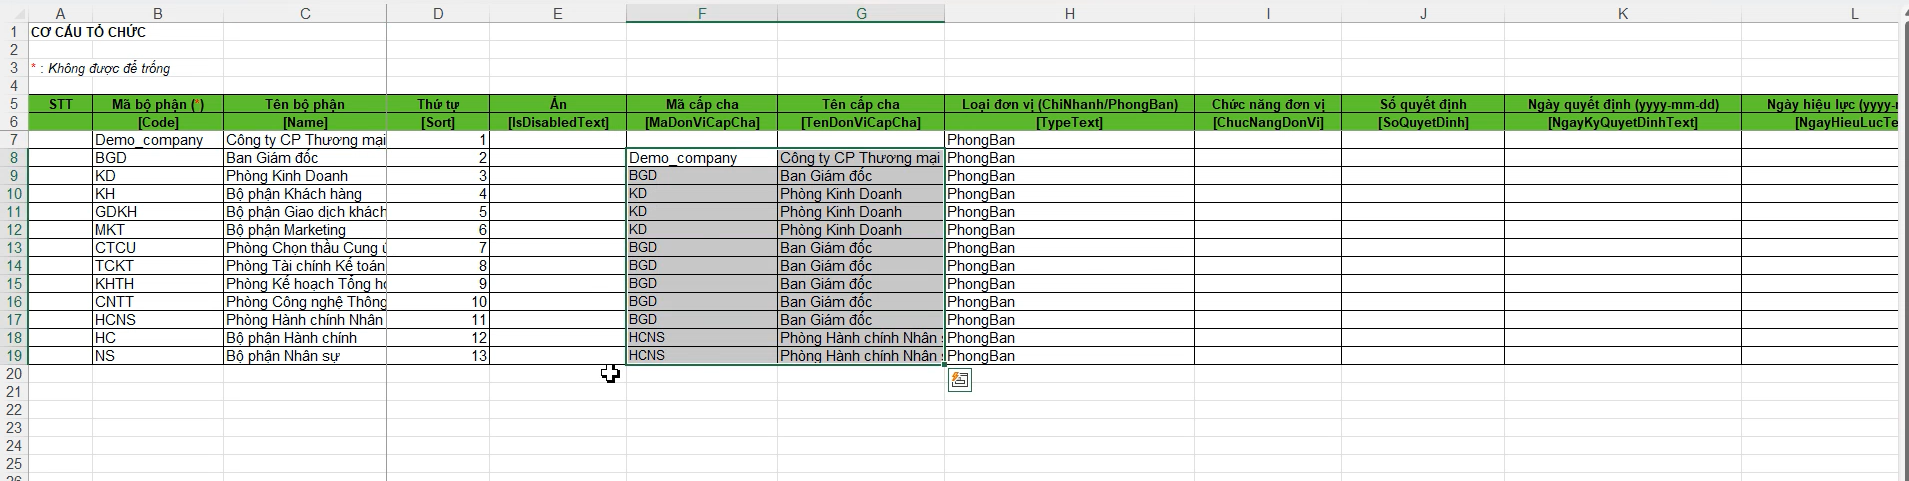 A B C D E F G H I J K L
1 CƠ CẤU TỔ CHỨC
2
3 * : Không được để trống
4
5 STT Mã bộ phận (*) Tên bộ phận Thứ tự Ẩn Mã cấp cha Tên cấp cha Loại đơn vị (ChiNhanh/PhongBan) Chức năng đơn vị Số quyết định Ngày quyết định (yyyy-mm-dd) Ngày hiệu lực (yyyy-
6 [Code] [Name] [Sort] [IsDisabledText] [MaDonViCapCha] [TenDonViCapCha] [TypeText] [ChucNangDonVi] [SoQuyetDinh] [NgayKyQuyetDinhText] [NgayHieuLucTe
7 Demo_company Công ty CP Thương mại 1 PhongBan
8 BGD Ban Giám đốc 2 Demo_company Công ty CP Thương mại PhongBan
9 KD Phòng Kinh Doanh 3 BGD Ban Giám đốc PhongBan
10 KH Bộ phận Khách hàng 4 KD Phòng Kinh Doanh PhongBan
11 GDKH Bộ phận Giao dịch khách 5 KD Phòng Kinh Doanh PhongBan
12 MKT Bộ phận Marketing 6 KD Phòng Kinh Doanh PhongBan
13 CTCU Phòng Chọn thầu Cung 7 BGD Ban Giám đốc PhongBan
14 TCKT Phòng Tài chính Kế toán 8 BGD Ban Giám đốc PhongBan
15 KHTH Phòng Kế hoạch Tổng 9 BGD Ban Giám đốc PhongBan
16 CNTT Phòng Công nghệ Thông 10 BGD Ban Giám đốc PhongBan
17 HCNS Phòng Hành chính Nhân 11 BGD Ban Giám đốc PhongBan
18 HC Bộ phận Hành chính 12 HCNS Phòng Hành chính Nhân PhongBan
19 NS Bộ phận Nhân sự 13 HCNS Phòng Hành chính Nhân PhongBan
20
21
22
23
24
25